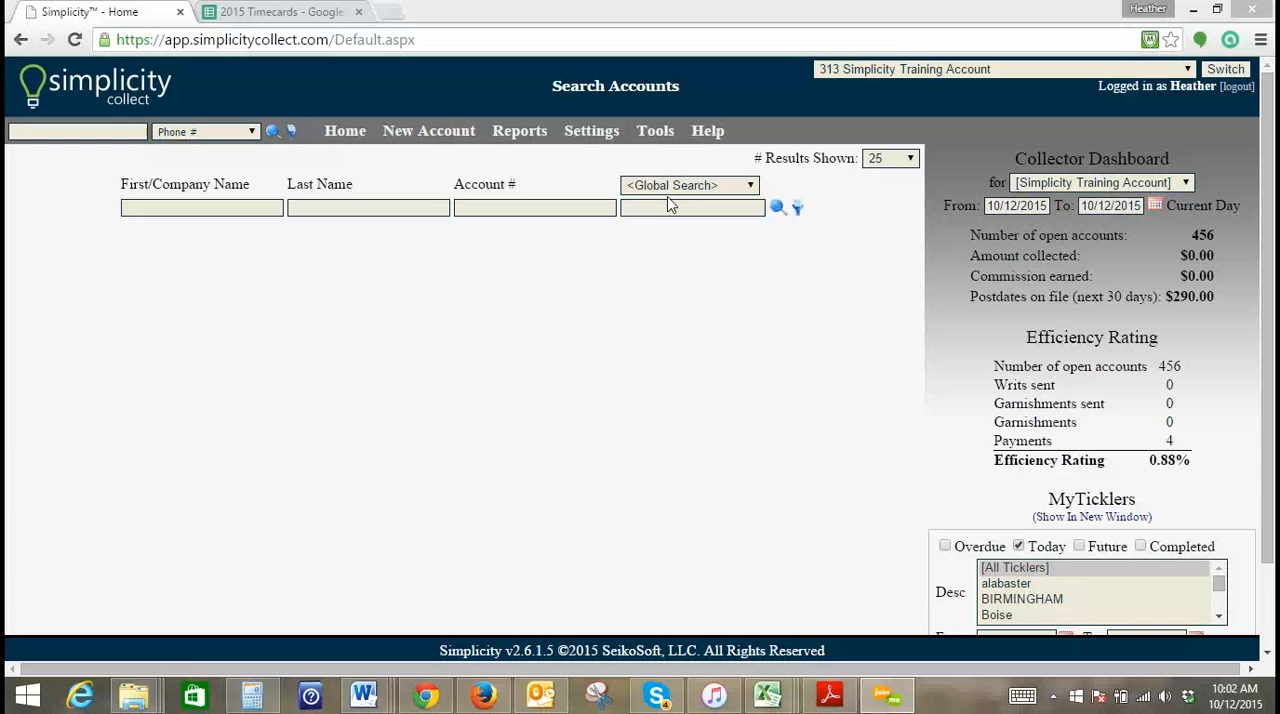 Simplicity™ - Home
2015 Timecards - Google
Heather
https://app.simplicitycollect.com/Default.aspx
simplicity
collect
Search Accounts
313 Simplicity Training Account
Switch
Logged in as Heather [logout]
Phone #
Home
New Account
Reports
Settings
Tools
Help
# Results Shown: 25
First/Company Name
Last Name
Account #
<Global Search>
Collector Dashboard
for [Simplicity Training Account]
From: 10/12/2015 To: 10/12/2015 Current Day
Number of open accounts: 456
Amount collected: $0.00
Commission earned: $0.00
Postdates on file (next 30 days): $290.00
Efficiency Rating
Number of open accounts 456
Writs sent 0
Garnishments sent 0
Garnishments 0
Payments 4
Efficiency Rating 0.88%
MyTicklers
(Show In New Window)
Overdue Today Future Completed
Desc
[All Ticklers]
alabaster
BIRMINGHAM
Boise
Simplicity v2.6.1.5 ©2015 SeikoSoft, LLC. All Rights Reserved
10:02 AM
10/12/2015